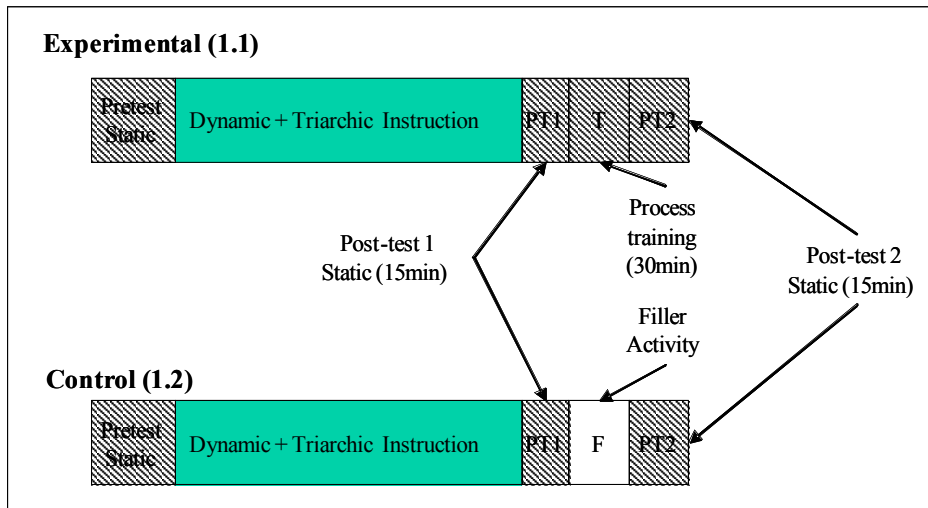 Experimental (1.1)
Pretest
Static
Dynamic + Triarchic Instruction
PT1
T
PT2
Post-test 1
Static (15min)
Process
training
(30min)
Post-test 2
Static (15min)
Filler
Activity
Control (1.2)
Pretest
Static
Dynamic + Triarchic Instruction
PT1
F
PT2